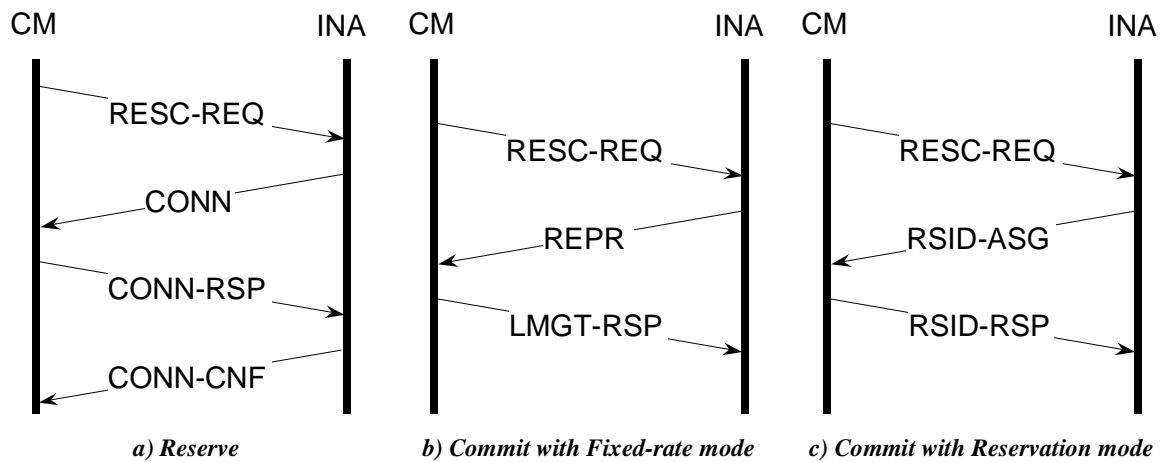 CM INA
RESC-REQ
CONN
CONN-RSP
CONN-CNF
a) Reserve
CM INA
RESC-REQ
REPR
LMGT-RSP
b) Commit with Fixed-rate mode
CM INA
RESC-REQ
RSID-ASG
RSID-RSP
c) Commit with Reservation mode